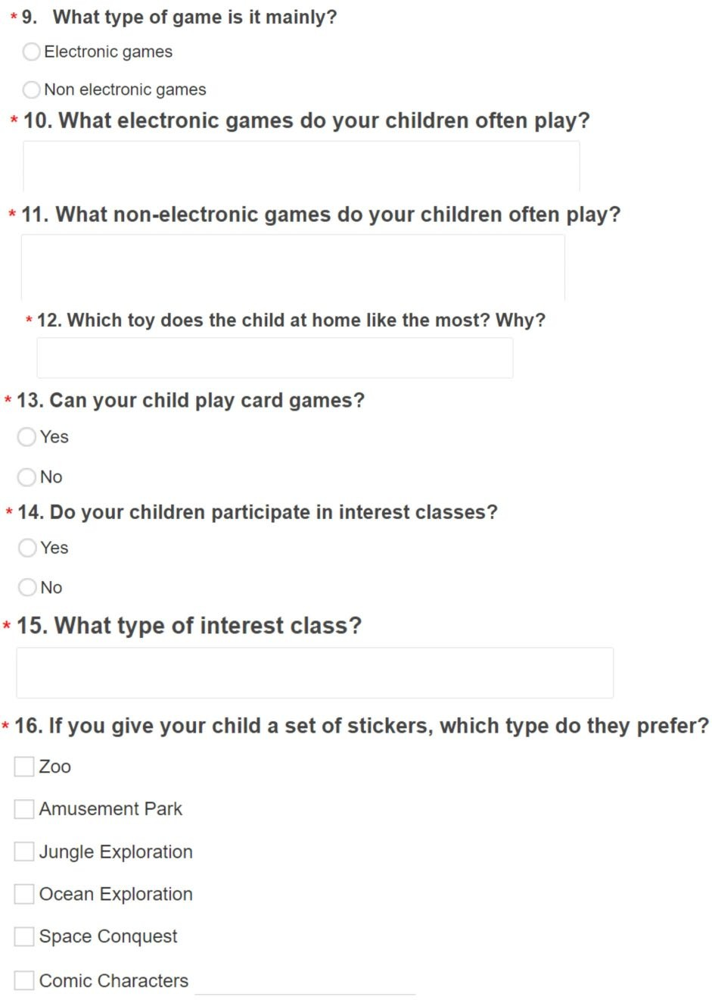 * 9. What type of game is it mainly?
Electronic games
Non electronic games
* 10. What electronic games do your children often play?
* 11. What non-electronic games do your children often play?
* 12. Which toy does the child at home like the most? Why?
* 13. Can your child play card games?
Yes
No
* 14. Do your children participate in interest classes?
Yes
No
* 15. What type of interest class?
* 16. If you give your child a set of stickers, which type do they prefer?
Zoo
Amusement Park
Jungle Exploration
Ocean Exploration
Space Conquest
Comic Characters